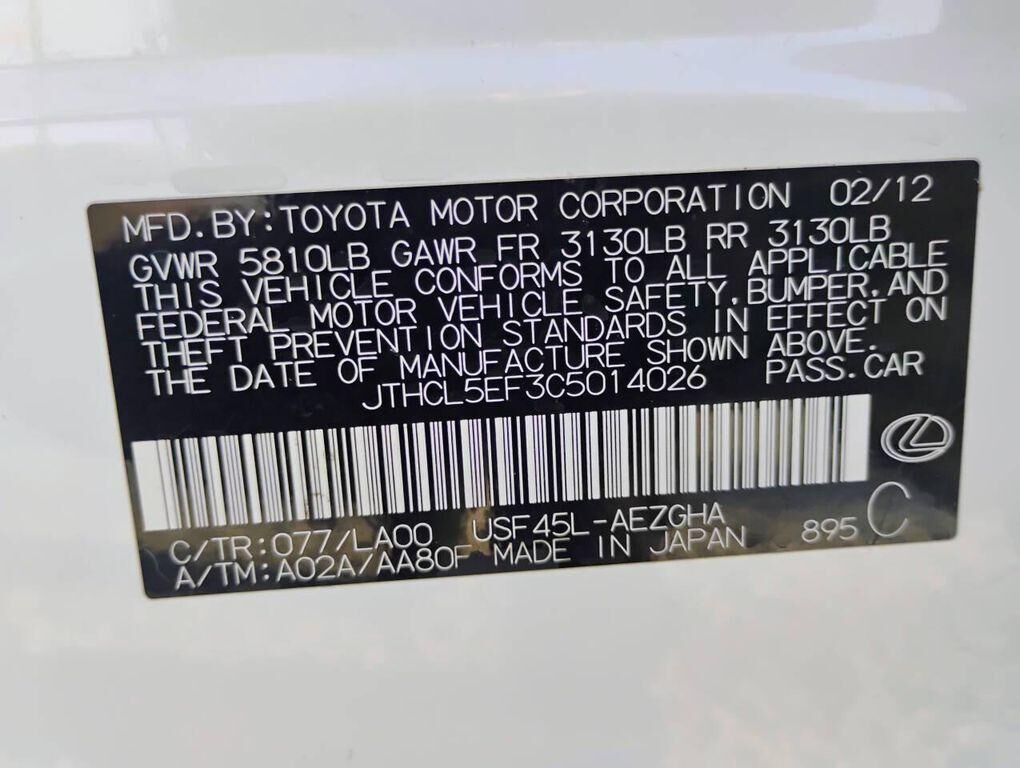 MFD. BY: TOYOTA MOTOR CORPORATION 02/12
GVWR 5810LB GAWR FR 3130LB RR 3130LB
THIS VEHICLE CONFORMS TO ALL APPLICABLE
FEDERAL MOTOR VEHICLE SAFETY, BUMPER, AND
THEFT PREVENTION STANDARDS IN EFFECT ON
THE DATE OF MANUFACTURE SHOWN ABOVE.
JTHCL5EF3C5014026 PASS. CAR
C/TR: 077/LA00 USF45L-AEZGHA 895 C
A/TM: A02A/AA80F MADE IN JAPAN